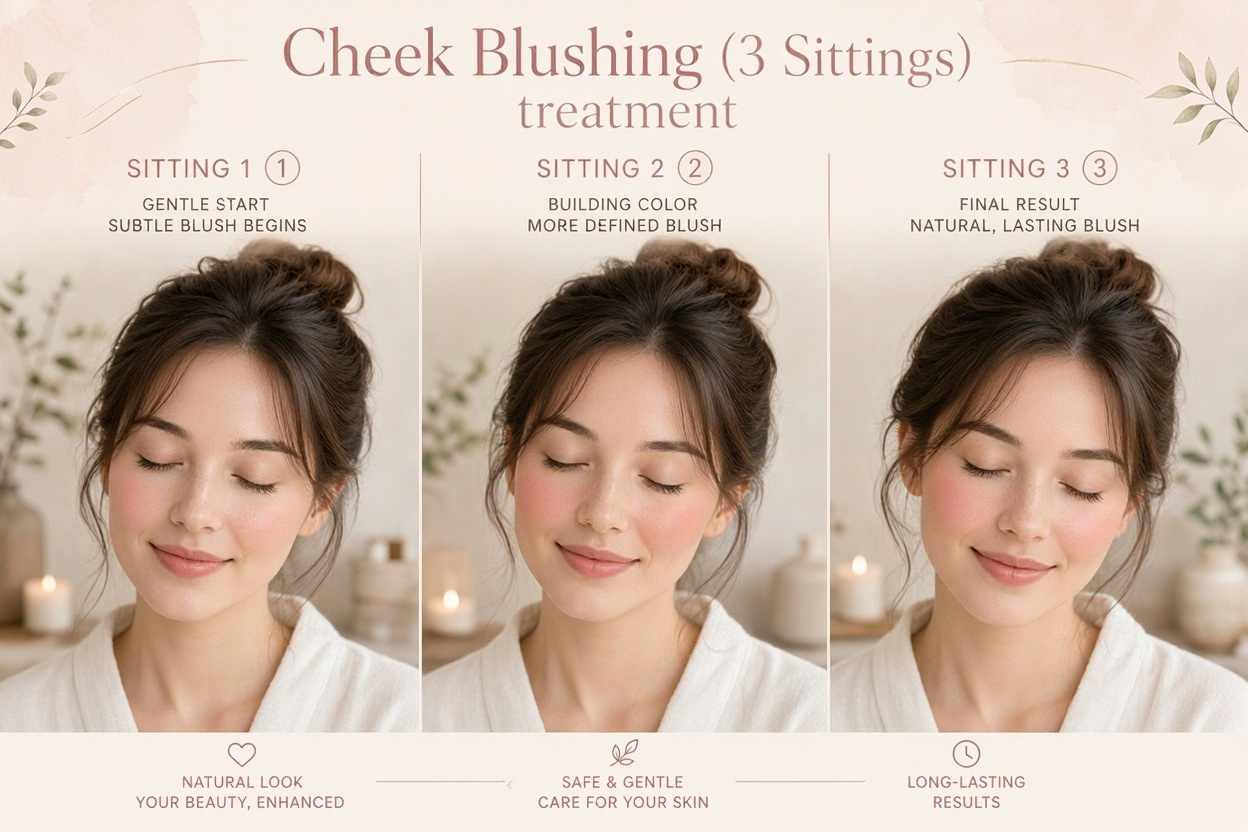 Cheek Blushing (3 Sittings)
treatment
SITTING 1 1
GENTLE START
SUBTLE BLUSH BEGINS
SITTING 2 2
BUILDING COLOR
MORE DEFINED BLUSH
SITTING 3 3
FINAL RESULT
NATURAL, LASTING BLUSH
NATURAL LOOK
YOUR BEAUTY, ENHANCED
SAFE & GENTLE
CARE FOR YOUR SKIN
LONG-LASTING
RESULTS